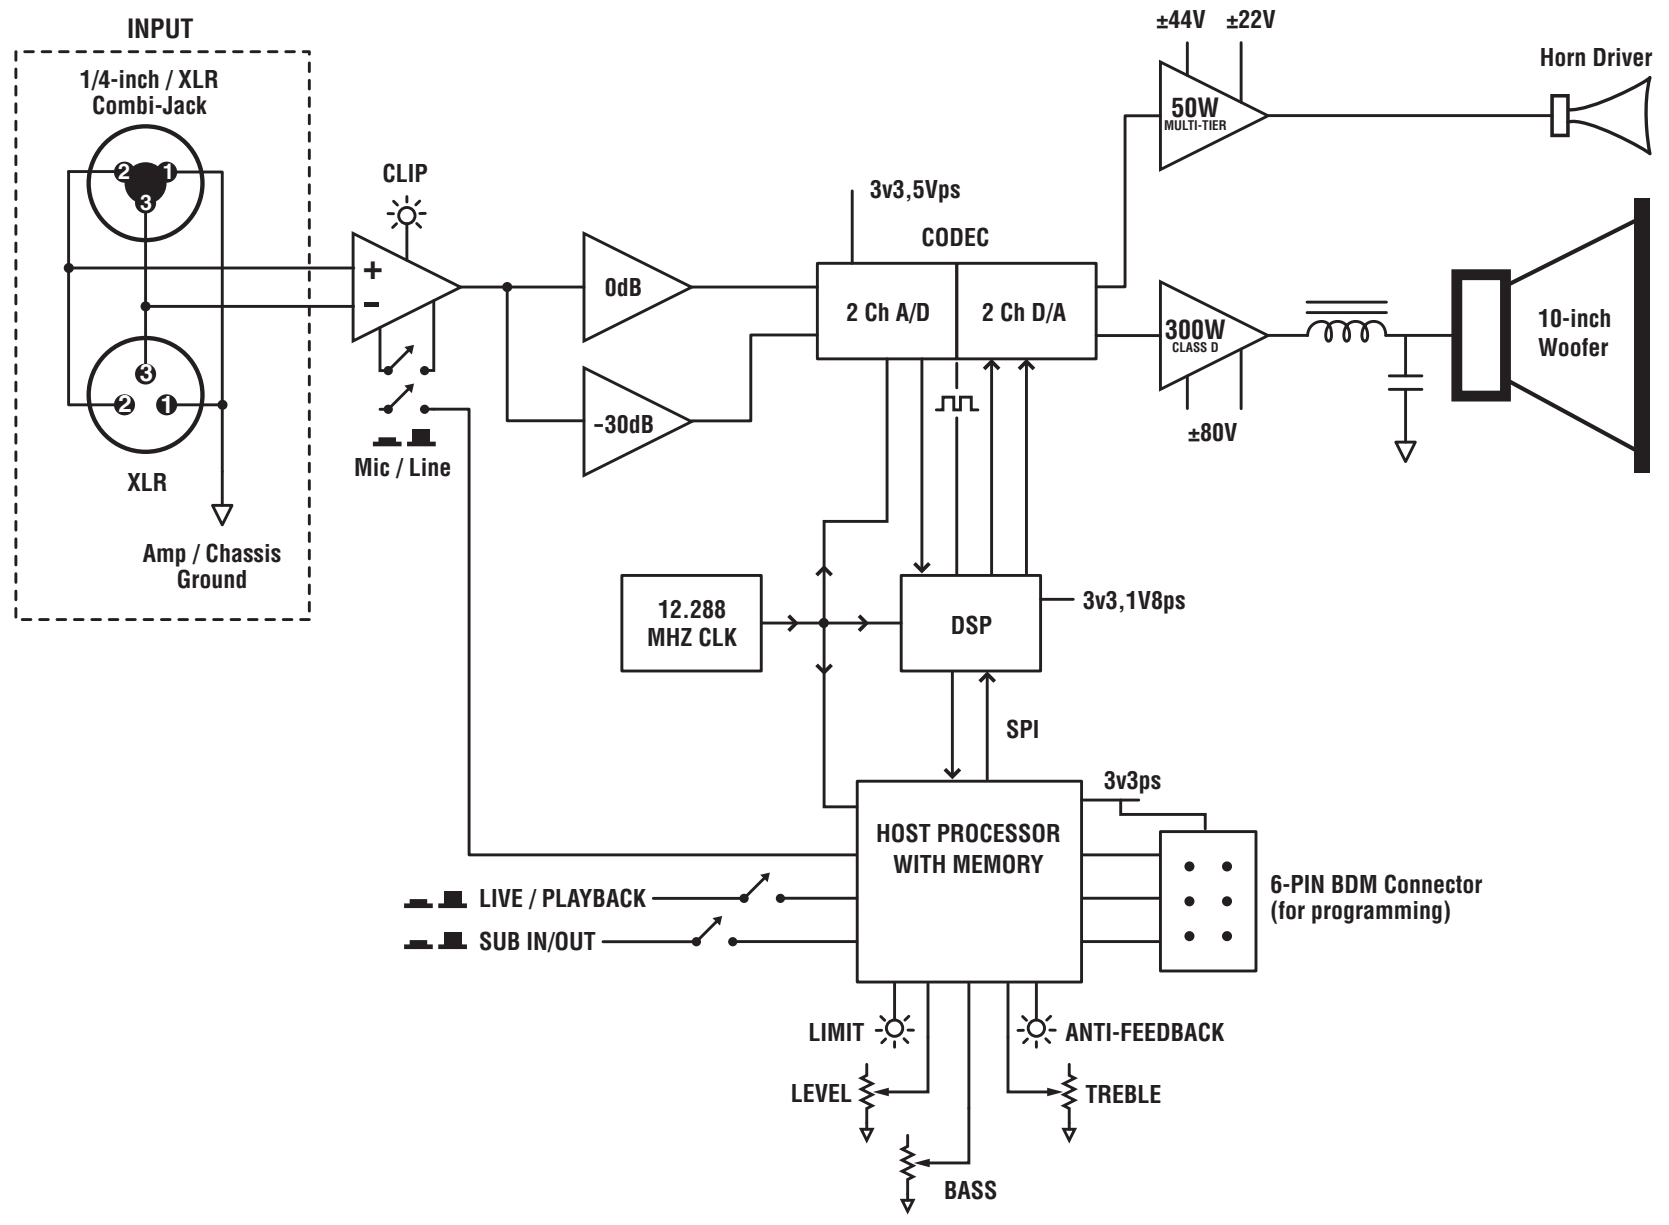 INPUT
1/4-inch / XLR
Combi-Jack
2
1
3
3
2
1
XLR
Amp / Chassis
Ground
CLIP
+
–
Mic / Line
0dB
–30dB
3v3,5Vps
CODEC
2 Ch A/D
2 Ch D/A
±44V
±22V
50W
MULTI-TIER
Horn Driver
300W
CLASS D
±80V
10-inch
Woofer
12.288
MHZ CLK
DSP
3v3,1V8ps
SPI
3v3ps
HOST PROCESSOR
WITH MEMORY
LIVE / PLAYBACK
SUB IN/OUT
6-PIN BDM Connector
(for programming)
LIMIT
ANTI-FEEDBACK
LEVEL
TREBLE
BASS